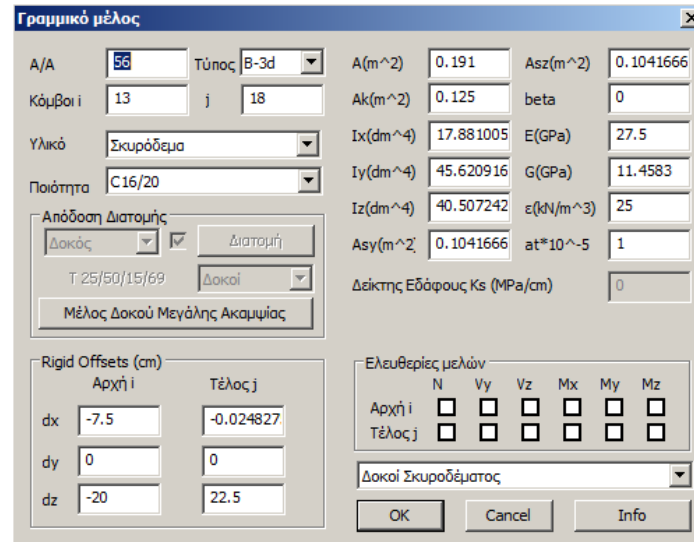 Γραμμικό μέλος
A/A 56 Τύπος B-3d
Κόμβοι i 13 j 18
Υλικό Σκυρόδεμα
Ποιότητα C16/20
Απόδοση Διατομής
Δοκός Διατομή
T 25/50/15/69 Δοκοί
Μέλος Δοκού Μεγάλης Ακαμψίας
A(m^2) 0.191 Asz(m^2) 0.1041666
Ak(m^2) 0.125 beta 0
Ix(dm^4) 17.881005 E(GPa) 27.5
Iy(dm^4) 45.620916 G(GPa) 11.4583
Iz(dm^4) 40.507242 ε(kN/m^3) 25
Asy(m^2) 0.1041666 at*10^-5 1
Δείκτης Εδάφους Ks (MPa/cm) 0
Rigid Offsets (cm)
Αρχή i Τέλος j
dx -7.5 -0.024827
dy 0 0
dz -20 22.5
Ελευθερίες μελών
N Vy Vz Mx My Mz
Αρχή i
Τέλος j
Δοκοί Σκυροδέματος
OK Cancel Info